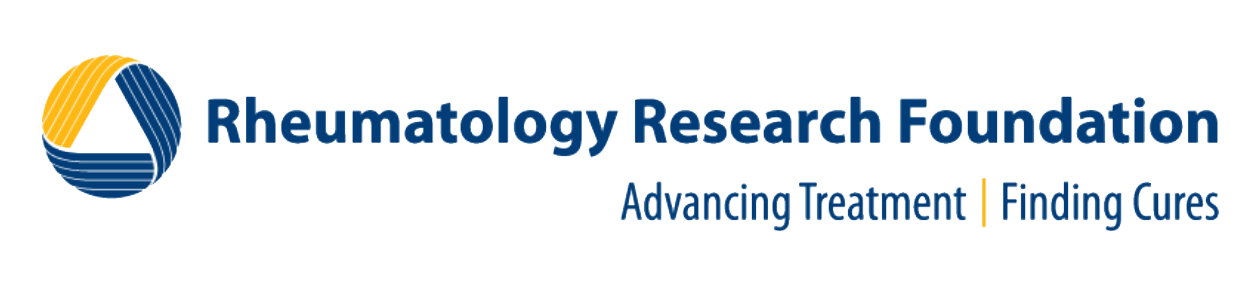 Rheumatology Research Foundation
Advancing Treatment | Finding Cures